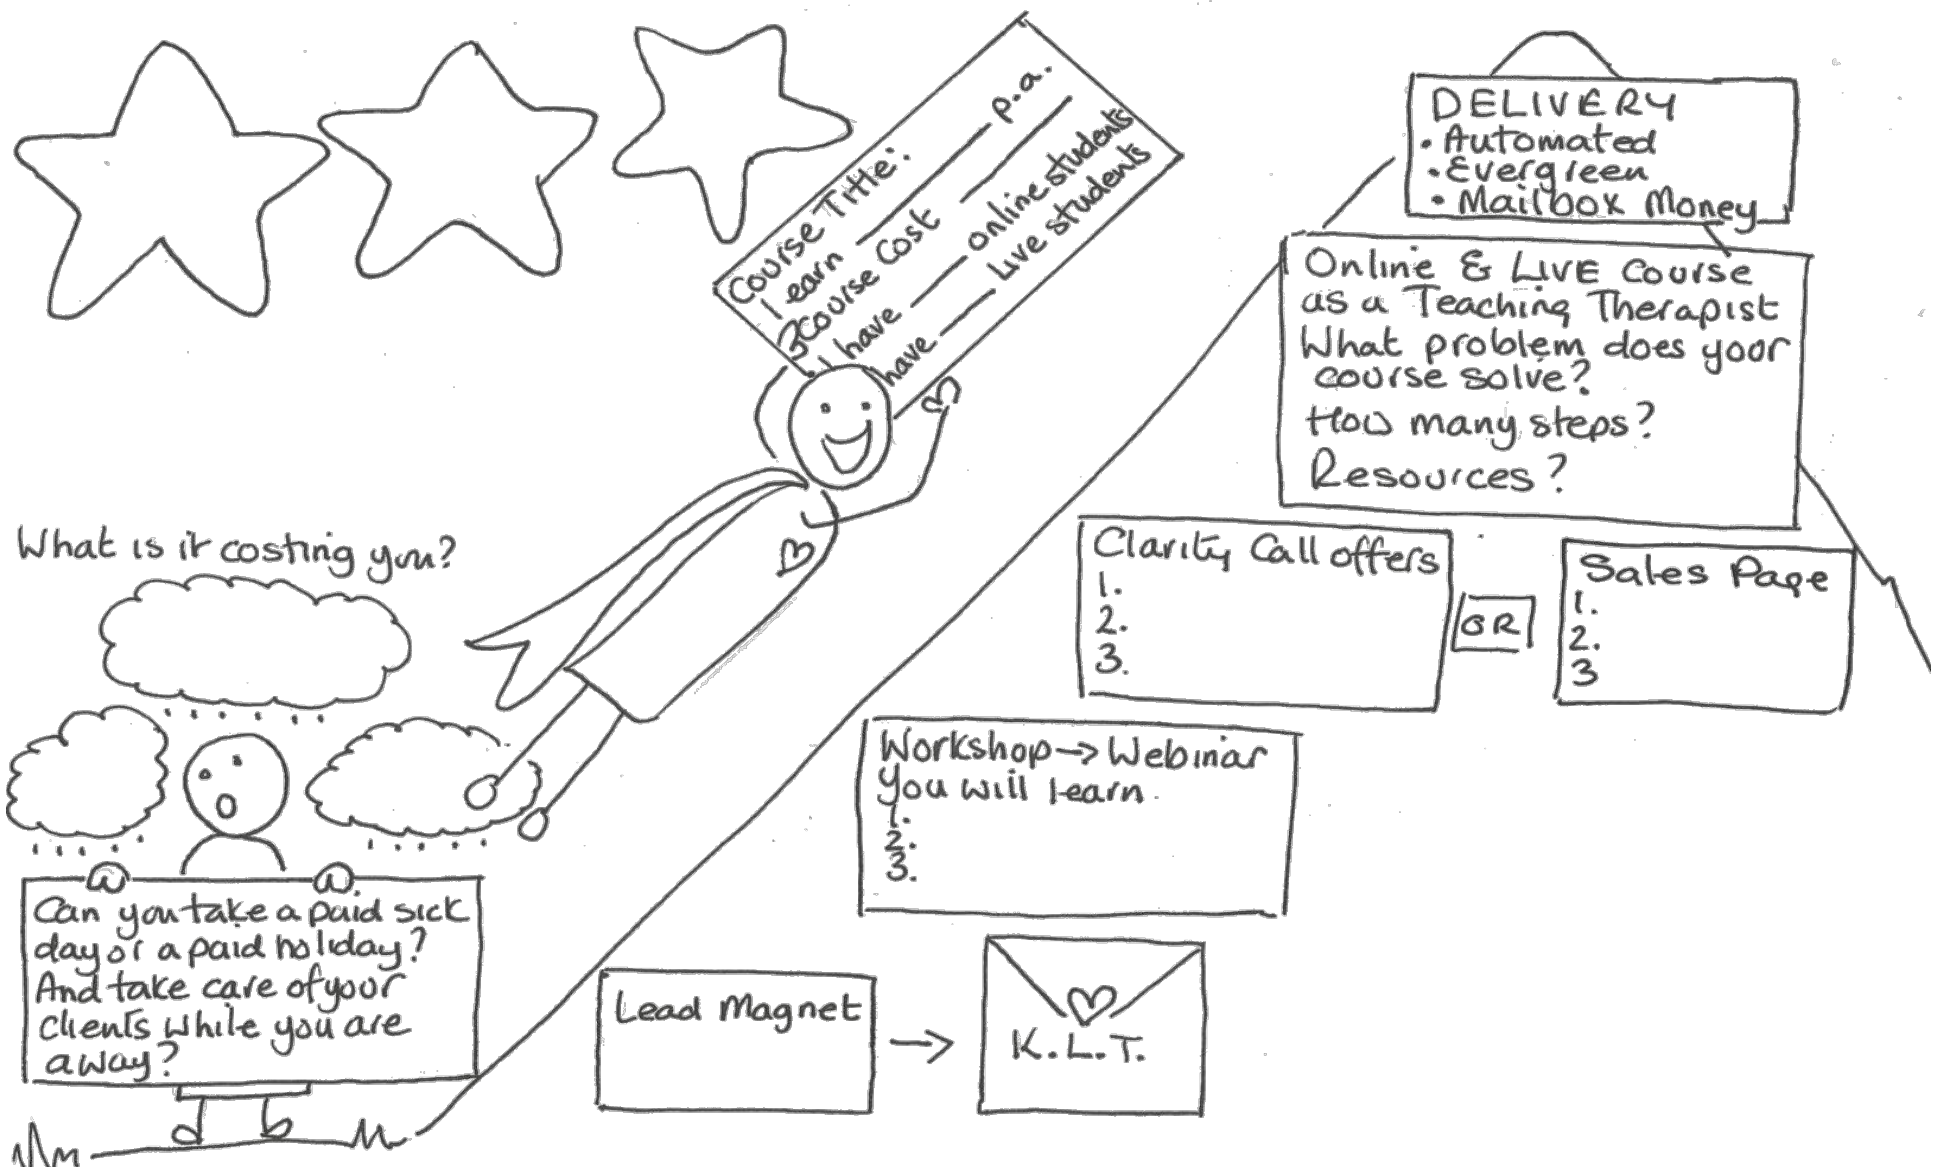 Course Title:
I earn ___ p.a.
Course Cost ___
I have ___ online students
I have ___ Live students
DELIVERY
• Automated
• Evergreen
• Mailbox Money
Online & LIVE Course
as a Teaching Therapist
What problem does your
course solve?
How many steps?
Resources?
What is it costing you?
Clarity Call offers
1.
2.
3.
OR
Sales Page
1.
2.
3
Workshop → Webinar
You will learn
1.
2.
3.
Can you take a paid sick
day or a paid holiday?
And take care of your
clients while you are
away?
Lead Magnet
→
K.L.T.